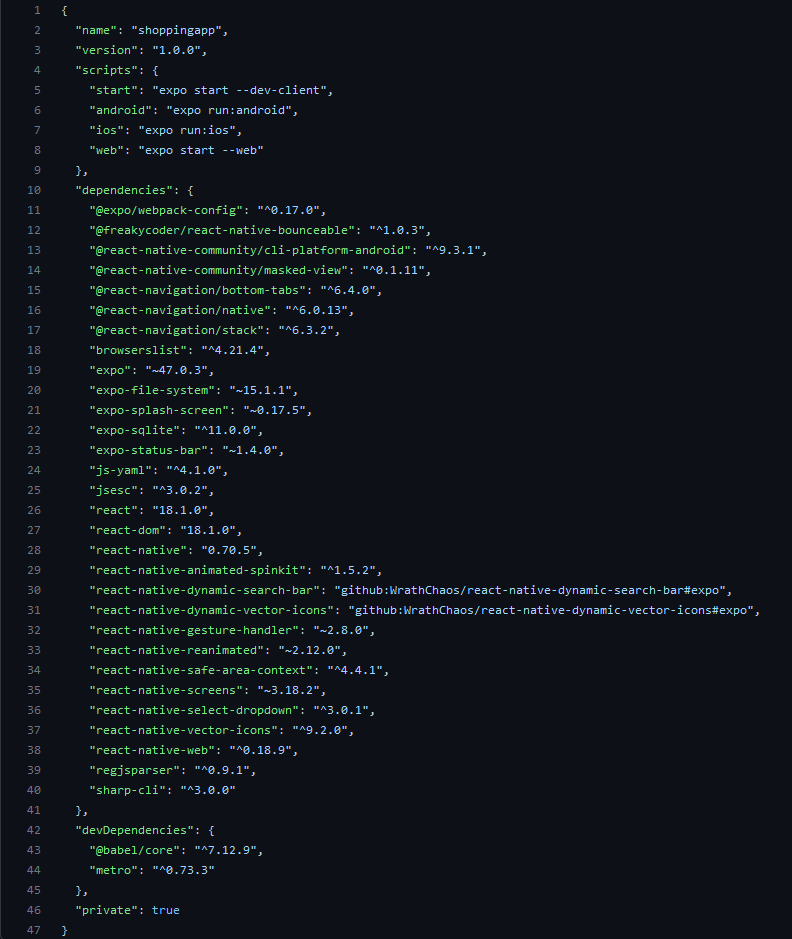 1 {
2   "name": "shoppingapp",
3   "version": "1.0.0",
4   "scripts": {
5     "start": "expo start --dev-client",
6     "android": "expo run:android",
7     "ios": "expo run:ios",
8     "web": "expo start --web"
9   },
10   "dependencies": {
11     "@expo/webpack-config": "^0.17.0",
12     "@freakycoder/react-native-bounceable": "^1.0.3",
13     "@react-native-community/cli-platform-android": "^9.3.1",
14     "@react-native-community/masked-view": "^0.1.11",
15     "@react-navigation/bottom-tabs": "^6.4.0",
16     "@react-navigation/native": "^6.0.13",
17     "@react-navigation/stack": "^6.3.2",
18     "browserslist": "^4.21.4",
19     "expo": "~47.0.3",
20     "expo-file-system": "~15.1.1",
21     "expo-splash-screen": "~0.17.5",
22     "expo-sqlite": "^11.0.0",
23     "expo-status-bar": "~1.4.0",
24     "js-yaml": "^4.1.0",
25     "jsesc": "^3.0.2",
26     "react": "18.1.0",
27     "react-dom": "18.1.0",
28     "react-native": "0.70.5",
29     "react-native-animated-spinkit": "^1.5.2",
30     "react-native-dynamic-search-bar": "github:WrathChaos/react-native-dynamic-search-bar#expo",
31     "react-native-dynamic-vector-icons": "github:WrathChaos/react-native-dynamic-vector-icons#expo",
32     "react-native-gesture-handler": "~2.8.0",
33     "react-native-reanimated": "~2.12.0",
34     "react-native-safe-area-context": "^4.4.1",
35     "react-native-screens": "~3.18.2",
36     "react-native-select-dropdown": "^3.0.1",
37     "react-native-vector-icons": "^9.2.0",
38     "react-native-web": "^0.18.9",
39     "regjsparser": "^0.9.1",
40     "sharp-cli": "^3.0.0"
41   },
42   "devDependencies": {
43     "@babel/core": "^7.12.9",
44     "metro": "^0.73.3"
45   },
46   "private": true
47 }